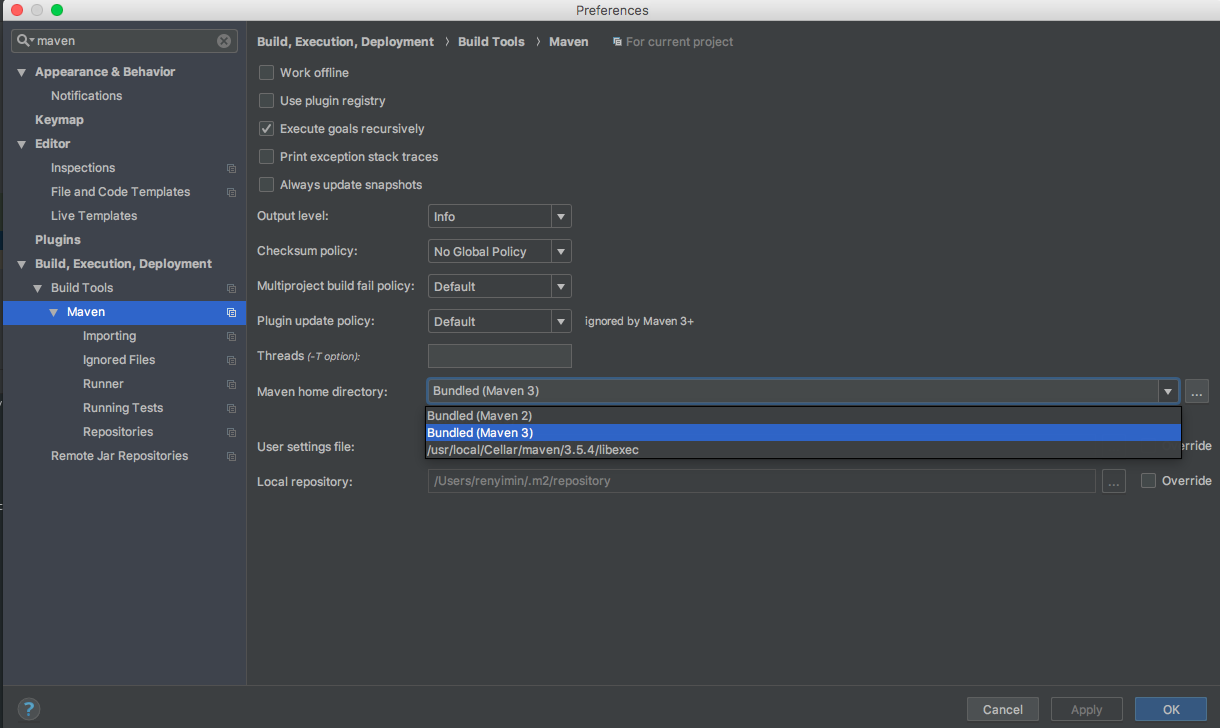 Preferences
maven
Appearance & Behavior
Notifications
Keymap
Editor
Inspections
File and Code Templates
Live Templates
Plugins
Build, Execution, Deployment
Build Tools
Maven
Importing
Ignored Files
Runner
Running Tests
Repositories
Remote Jar Repositories
Build, Execution, Deployment › Build Tools › Maven For current project
Work offline
Use plugin registry
Execute goals recursively
Print exception stack traces
Always update snapshots
Output level: Info
Checksum policy: No Global Policy
Multiproject build fail policy: Default
Plugin update policy: Default ignored by Maven 3+
Threads (-T option):
Maven home directory: Bundled (Maven 3) ...
Bundled (Maven 2)
Bundled (Maven 3)
/usr/local/Cellar/maven/3.5.4/libexec
User settings file: erride
Local repository: /Users/renyimin/.m2/repository ... Override
? Cancel Apply OK